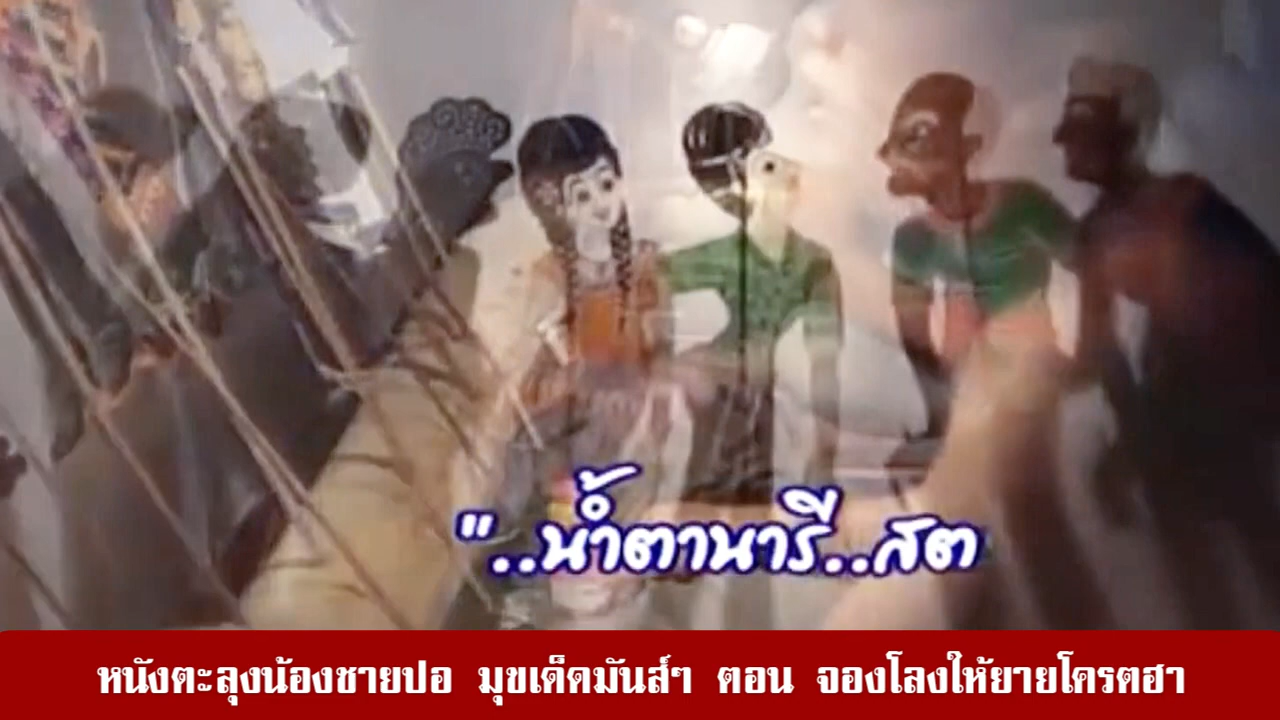 "..น้ำตานารี..สต
หนังตะลุงน้องชายปอ มุขเด็ดมันส์ๆ ตอน จองโลงให้ยายโครตฮา